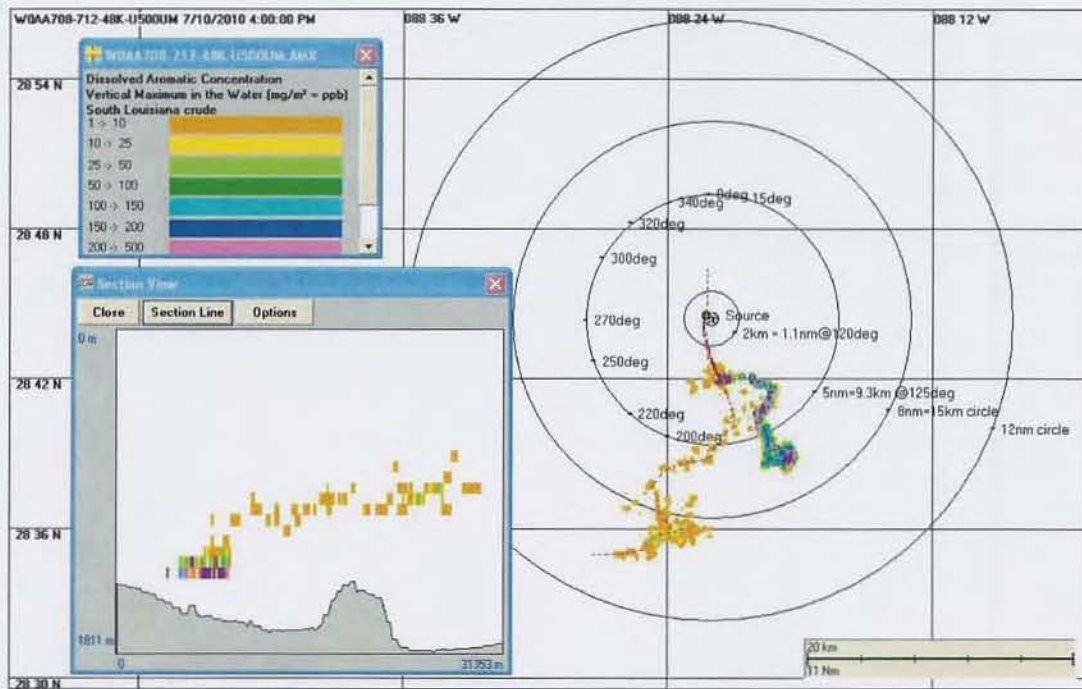 W0AA708-712-48K-U500UM 7/10/2010 4:00:00 PM
088 36 W
088 24 W
088 12 W
28 54 N
28 48 N
28 42 N
28 36 N
28 30 N
Dissolved Aromatic Concentration
Vertical Maximum in the Water (mg/m³ = ppb)
South Louisiana crude
1 -> 10
10 -> 25
25 -> 50
50 -> 100
100 -> 150
150 -> 200
200 -> 500
Section View
Close
Section Line
Options
0 m
1811 m
0
31353 m
0deg
15deg
340deg
320deg
300deg
270deg
250deg
220deg
200deg
Source
2km = 1.1nm@120deg
5nm=9.3km @125deg
8nm=15km circle
12nm circle
20 km
11 Nm